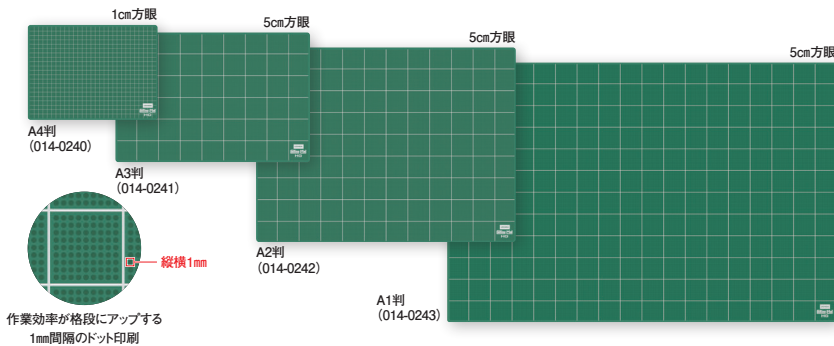 1㎝方眼
5㎝方眼
5㎝方眼
5㎝方眼
A4判
(014-0240)
A3判
(014-0241)
A2判
(014-0242)
A1判
(014-0243)
縦横1㎜
作業効率が格段にアップする
1㎜間隔のドット印刷